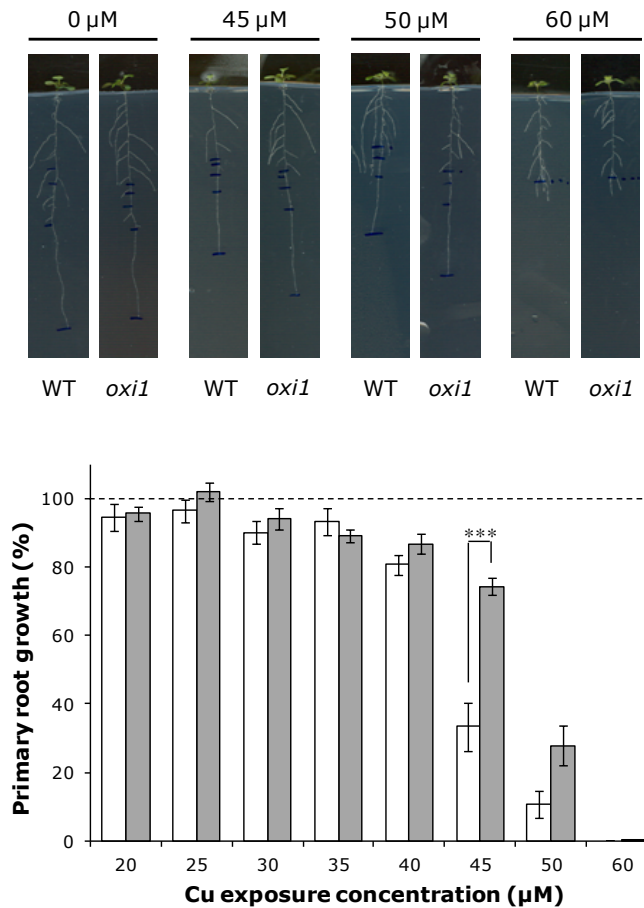 0 µM 45 µM 50 µM 60 µM
WT oxi1 WT oxi1 WT oxi1 WT oxi1
Primary root growth (%)
100
80
60
40
20
0
***
20 25 30 35 40 45 50 60
Cu exposure concentration (µM)